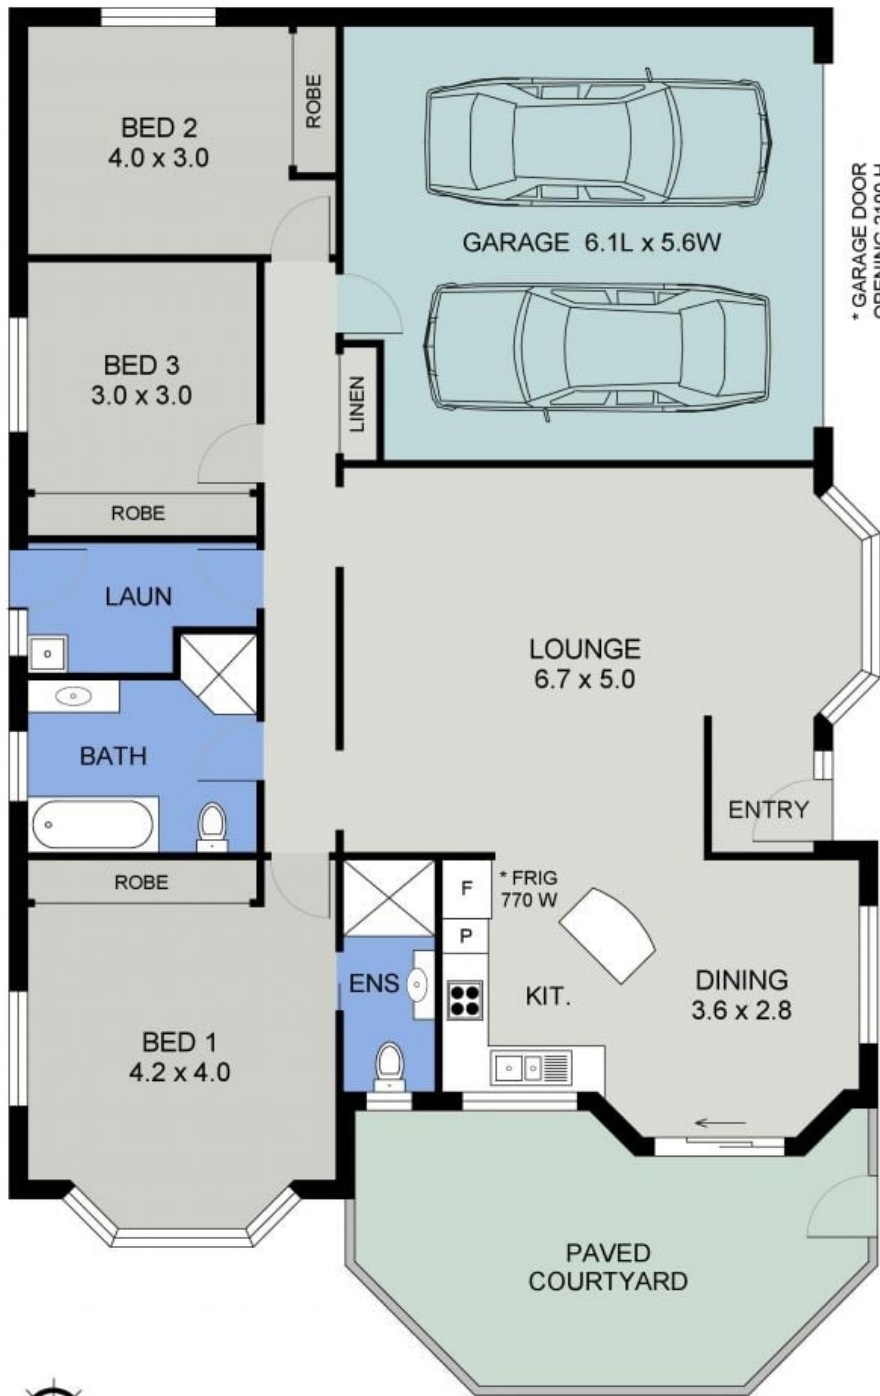 BED 2
4.0 x 3.0
ROBE
GARAGE 6.1L x 5.6W
* GARAGE DOOR
OPENING 2100 H
BED 3
3.0 x 3.0
LINEN
ROBE
LAUN
LOUNGE
6.7 x 5.0
BATH
ENTRY
ROBE
F
* FRIG
770 W
P
ENS
KIT.
DINING
3.6 x 2.8
BED 1
4.2 x 4.0
PAVED
COURTYARD